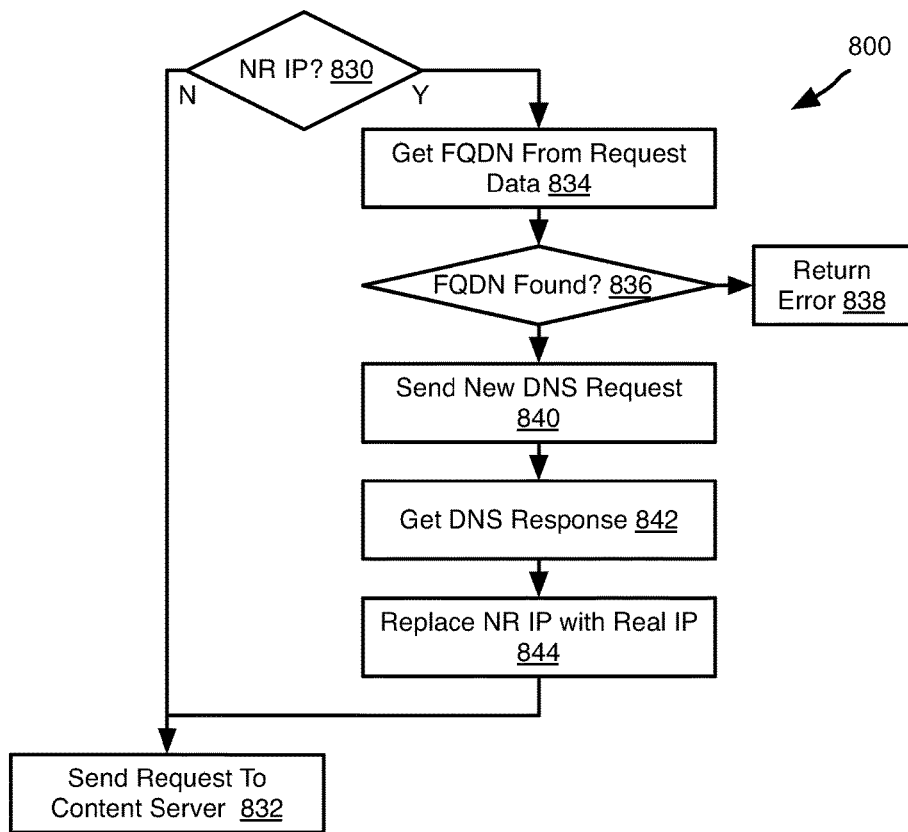 NR IP? 830
800
N
Y
Get FQDN From Request
Data 834
FQDN Found? 836
Return
Error 838
Send New DNS Request
840
Get DNS Response 842
Replace NR IP with Real IP
844
Send Request To
Content Server 832